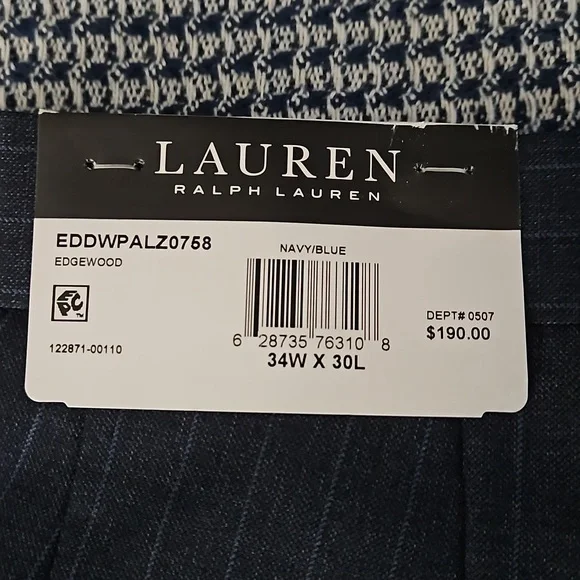 LAUREN
RALPH LAUREN
EDDWPALZ0758
EDGEWOOD
NAVY/BLUE
EPC™
DEPT# 0507
$190.00
6 28735 76310 8
34W X 30L
122871-00110